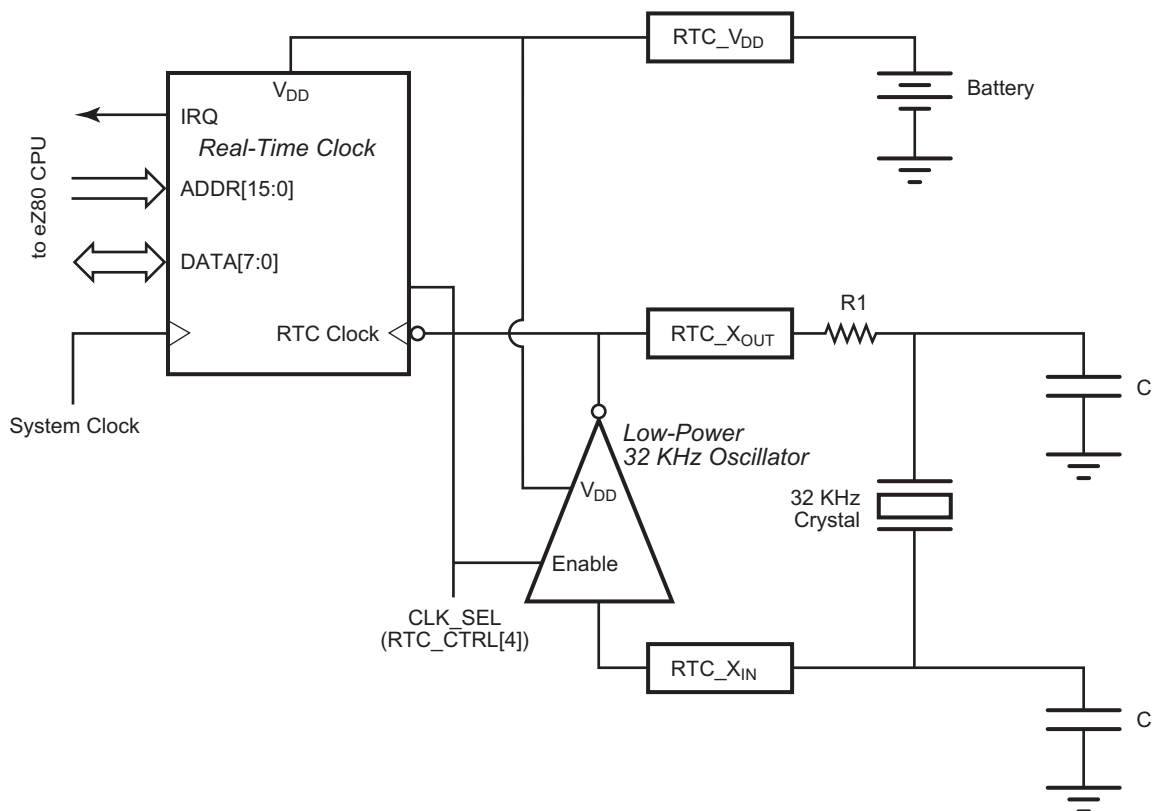 RTC_VDD
VDD
Battery
IRQ
Real-Time Clock
to eZ80 CPU
ADDR[15:0]
DATA[7:0]
R1
RTC Clock
RTC_XOUT
C
System Clock
Low-Power
32 KHz Oscillator
VDD
32 KHz
Crystal
Enable
CLK_SEL
(RTC_CTRL[4])
RTC_XIN
C